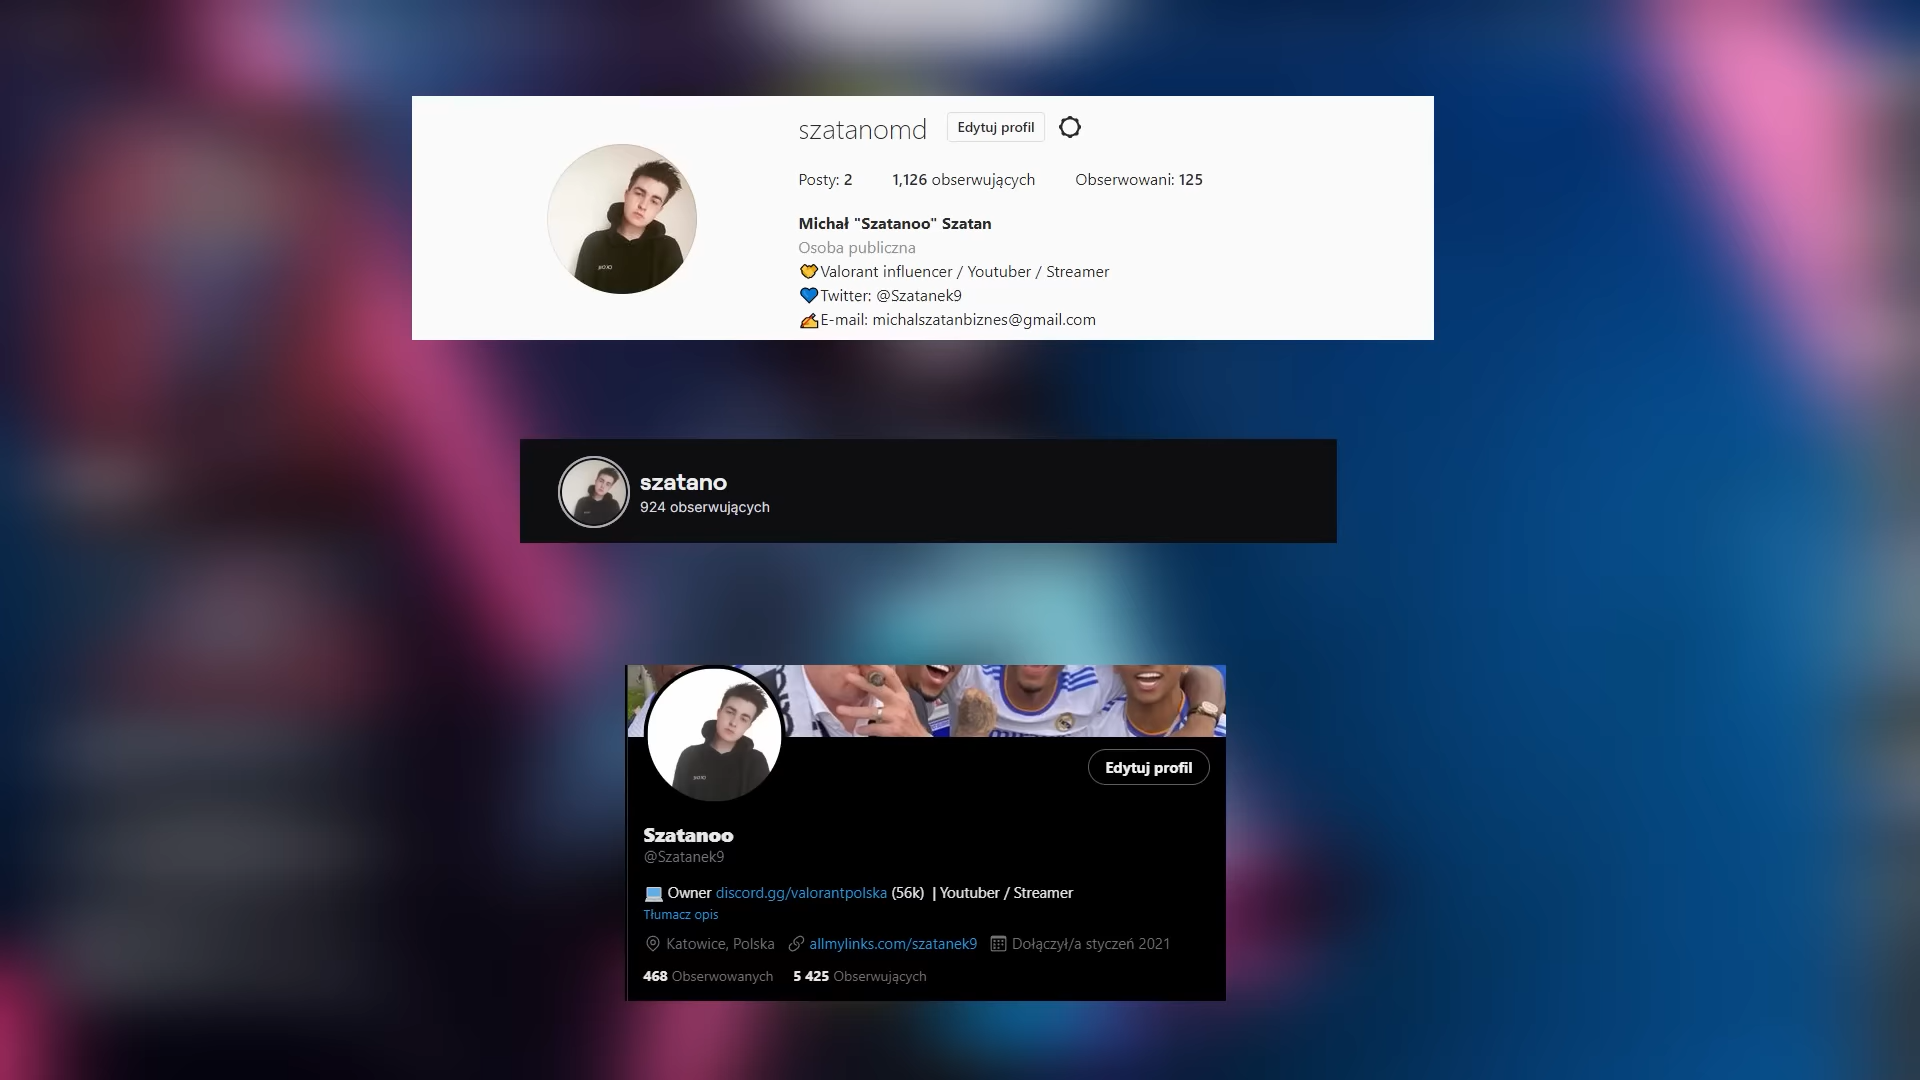 szatanomd Edytuj profil
Posty: 2 1,126 obserwujących Obserwowani: 125
Michał "Szatanoo" Szatan
Osoba publiczna
💛Valorant influencer / Youtuber / Streamer
💙Twitter: @Szatanek9
✍E-mail: michalszatanbiznes@gmail.com
szatano
924 obserwujących
Edytuj profil
Szatanoo
@Szatanek9
💻 Owner discord.gg/valorantpolska (56k) | Youtuber / Streamer
Tłumacz opis
Katowice, Polska allmylinks.com/szatanek9 Dołączył/a styczeń 2021
468 Obserwowanych 5 425 Obserwujących